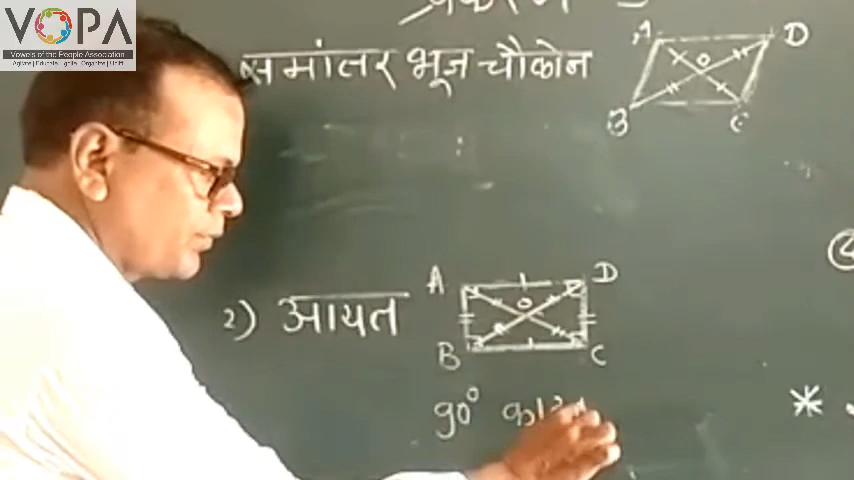 VOPA
Vowels of the People Association
समांतर भूज चौकोन
A D
O
B C
2) आयत
A D
O
B C
90°
*